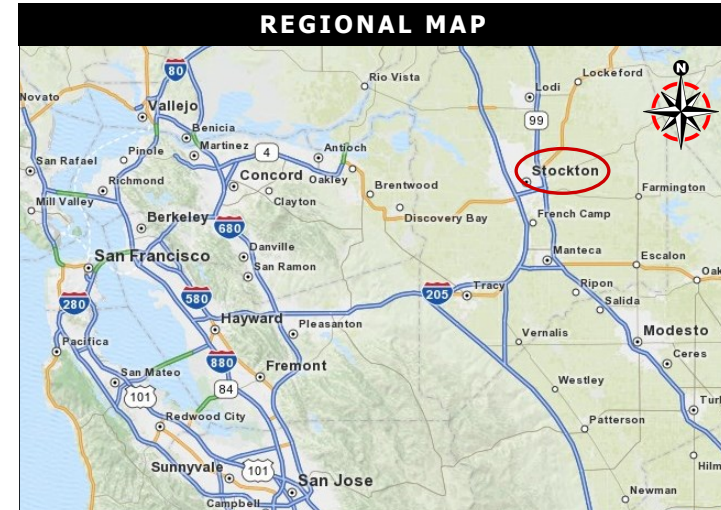 REGIONAL MAP
N
80
Rio Vista
Lockeford
Lodi
Novato
Vallejo
99
Benicia
Martinez
4
Antioch
Pinole
San Rafael
Stockton
Richmond
Concord
Oakley
Brentwood
Farmington
Mill Valley
Clayton
Berkeley
680
Discovery Bay
French Camp
San Francisco
Danville
Manteca
Escalon
San Ramon
Oak
280
580
205
Tracy
Ripon
Salida
Hayward
Pleasanton
Vernalis
Modesto
Pacifica
880
Fremont
Ceres
San Mateo
84
Westley
101
Turl
Redwood City
Patterson
Sunnyvale
101
San Jose
Hilm
Newman
Campbell